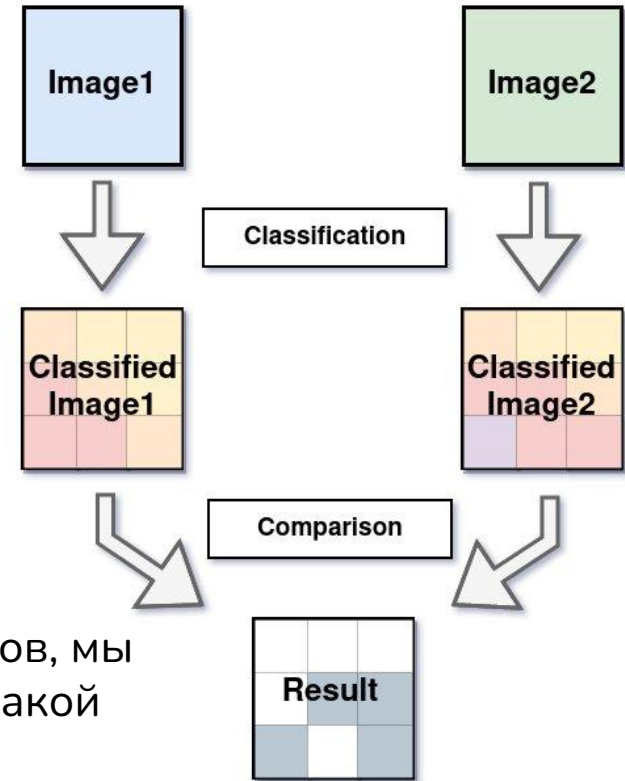 Image1
Image2
Classification
Classified
Image1
Classified
Image2
Comparison
ов, мы
акой
Result